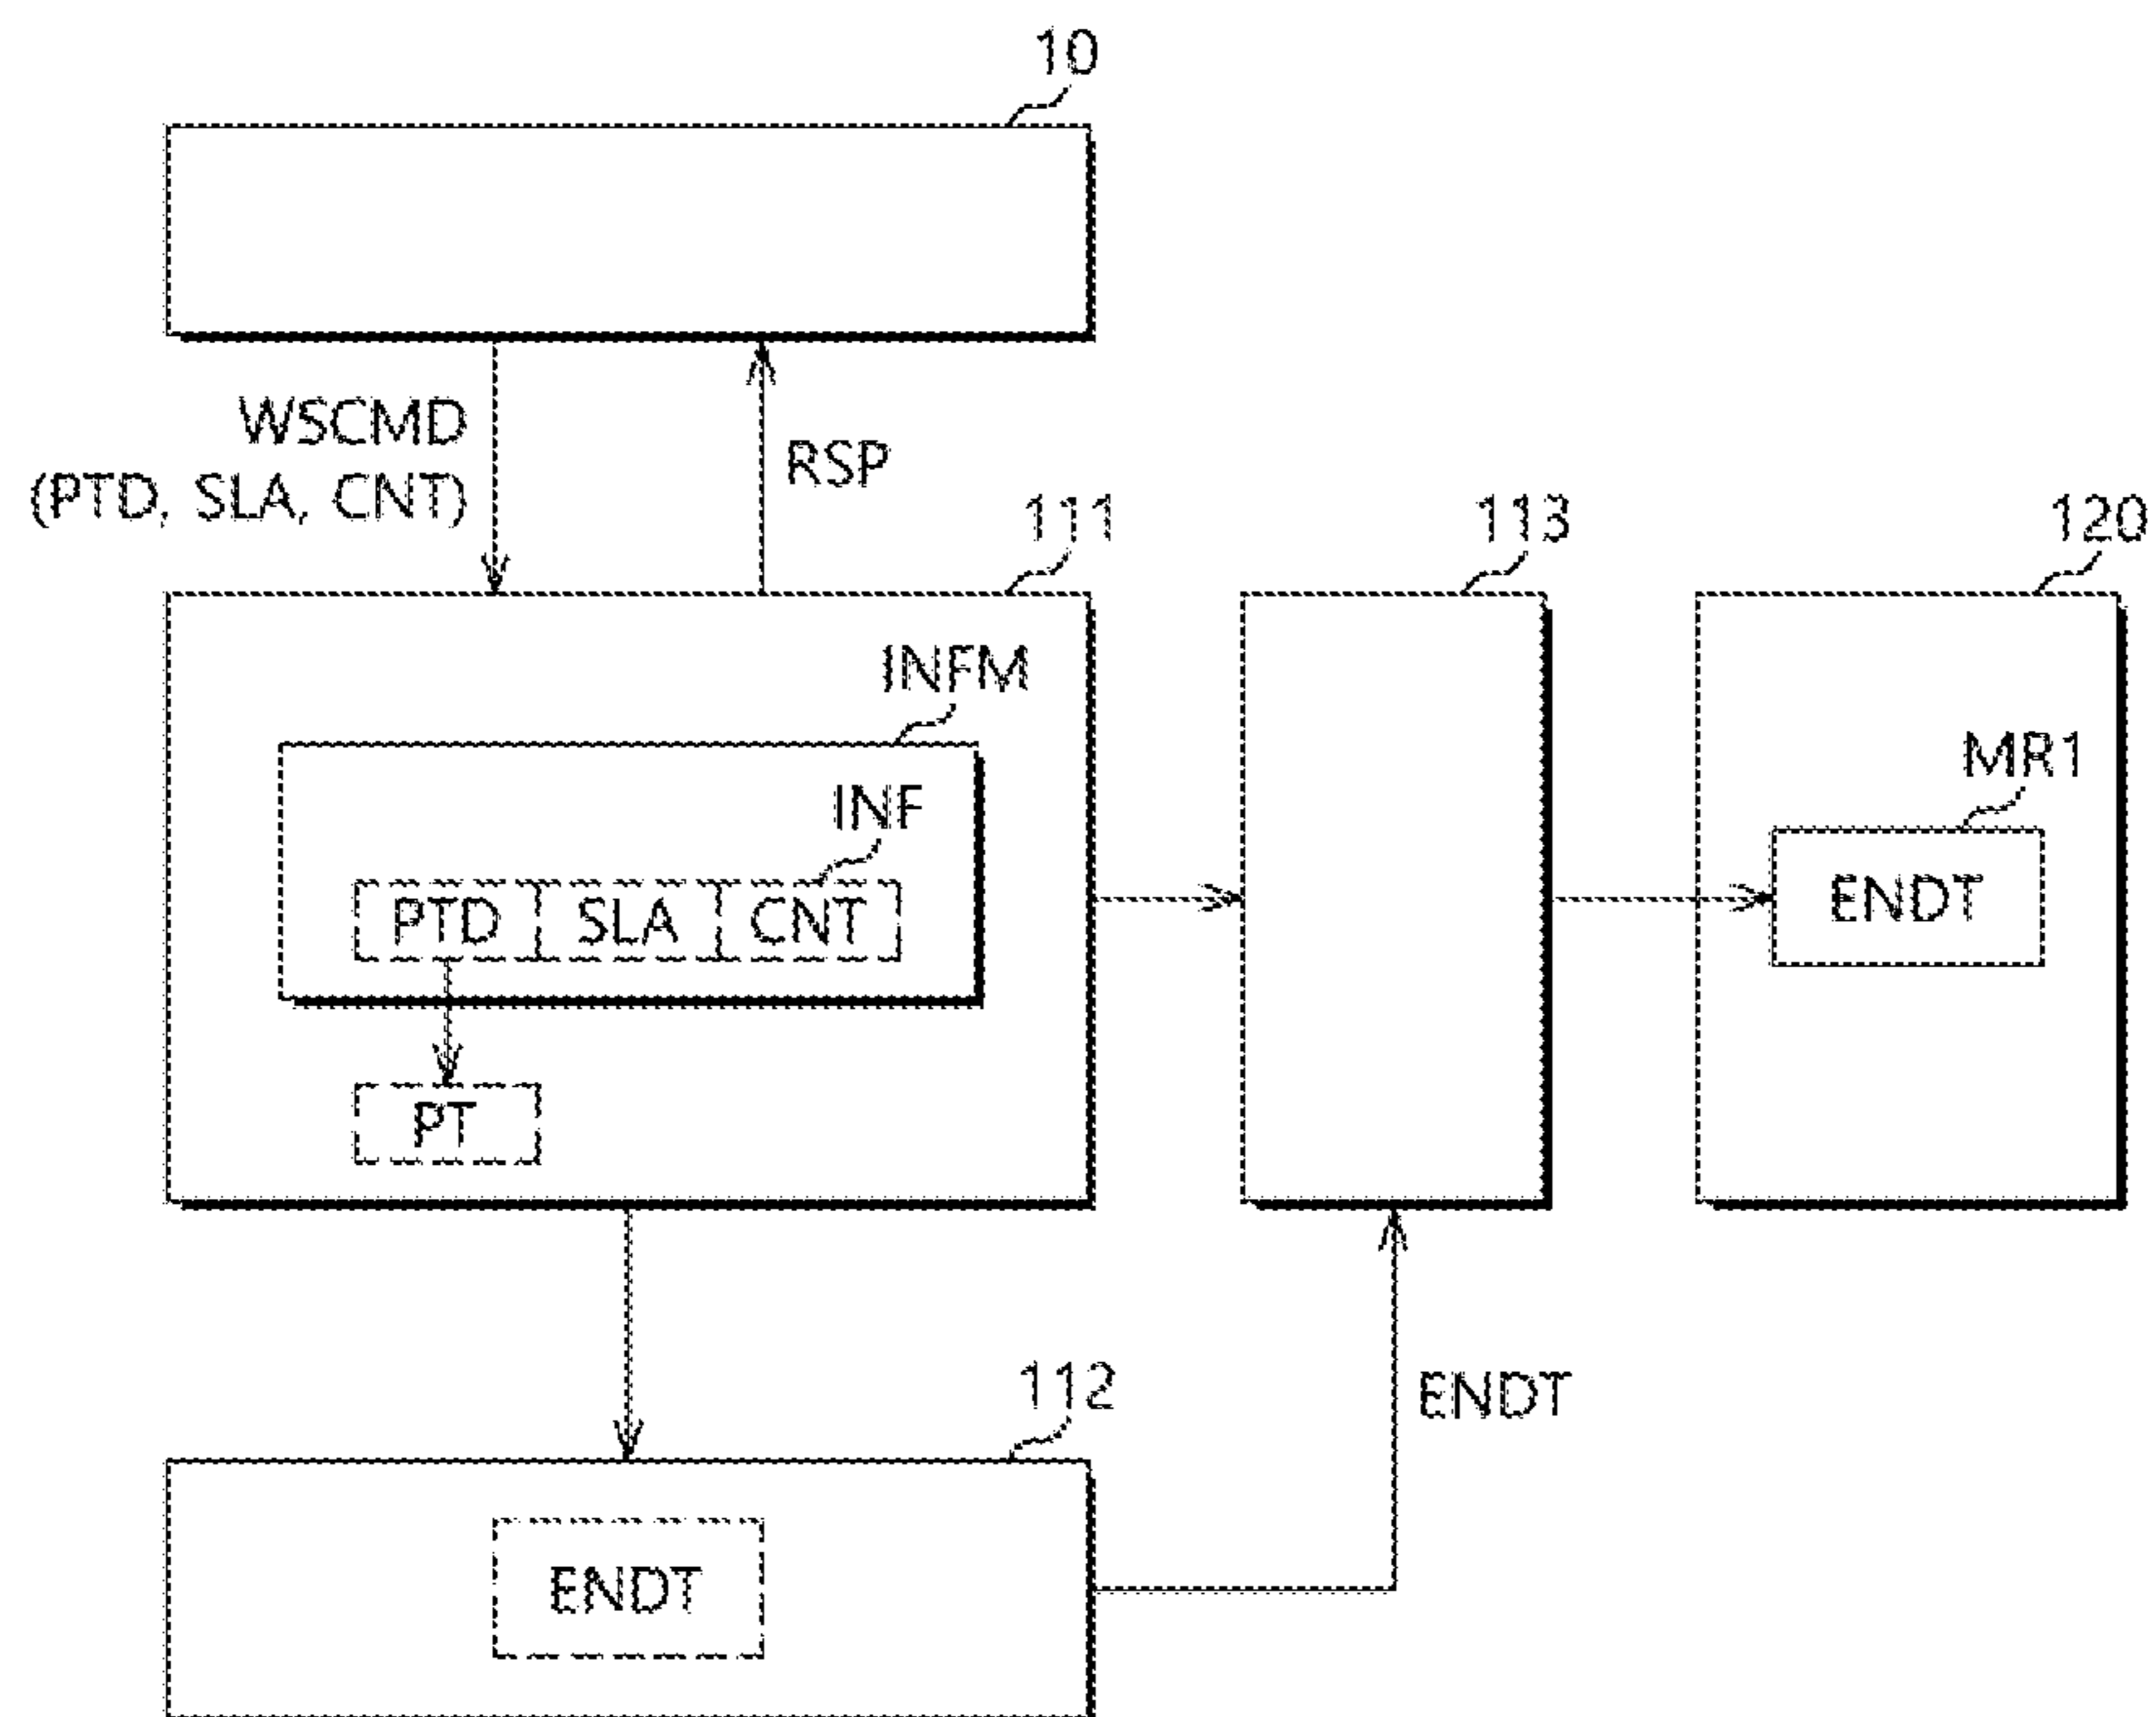 10
WSCMD
(PTD, SLA, CNT)
RSP
111
113
120
INFM
MR1
INF
PTD SLA CNT
ENDT
PT
112
ENDT
ENDT